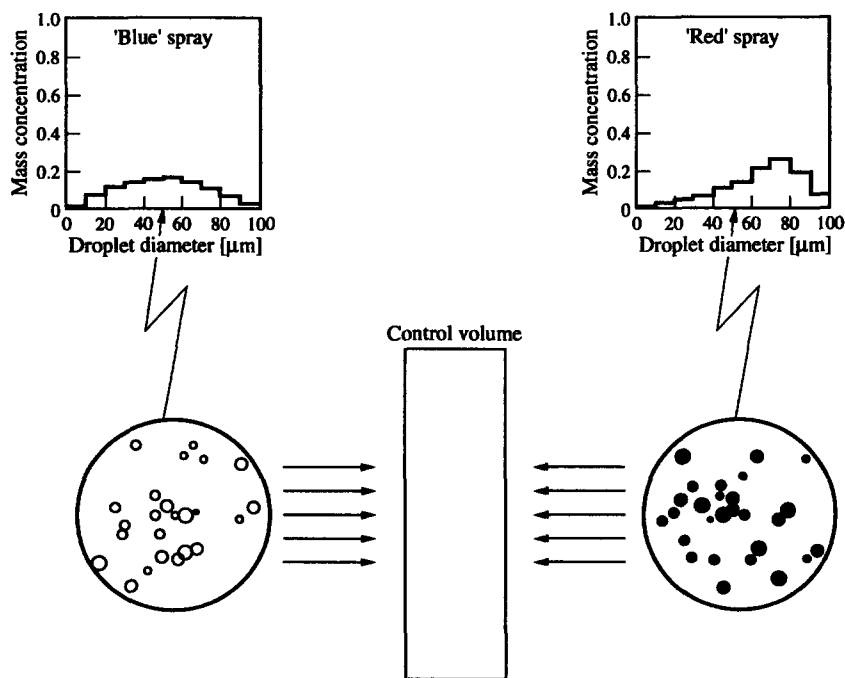 'Blue' spray
1.0
0.8
0.6
0.4
0.2
0
Mass concentration
0 20 40 60 80 100
Droplet diameter [μm]
'Red' spray
1.0
0.8
0.6
0.4
0.2
0
Mass concentration
0 20 40 60 80 100
Droplet diameter [μm]
Control volume